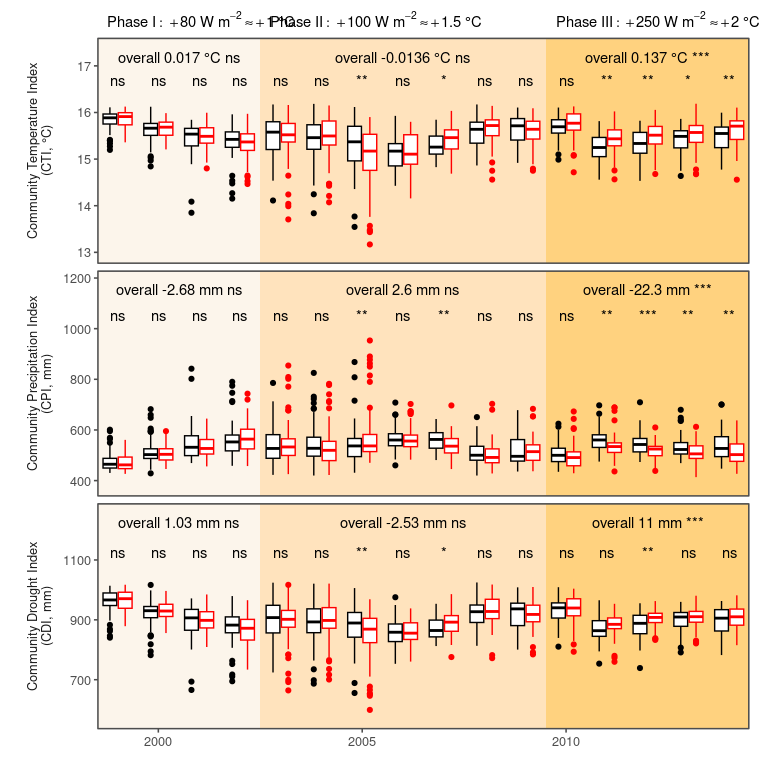 Phase I : +80 W m−2 ≈+1 °C
Phase II : +100 W m−2 ≈+1.5 °C
Phase III : +250 W m−2 ≈+2 °C
Community Temperature Index
(CTI, °C)
17
16
15
14
13
overall 0.017 °C ns
overall -0.0136 °C ns
overall 0.137 °C ***
ns ns ns ns ns ns ** ns * ns ns ns ** ** * **
Community Precipitation Index
(CPI, mm)
1200
1000
800
600
400
overall -2.68 mm ns
overall 2.6 mm ns
overall -22.3 mm ***
ns ns ns ns ns ns ** ns ** ns ns ns ** *** ** **
Community Drought Index
(CDI, mm)
1100
900
700
overall 1.03 mm ns
overall -2.53 mm ns
overall 11 mm ***
ns ns ns ns ns ns ** ns * ns ns ns ns ** ns ns
2000 2005 2010